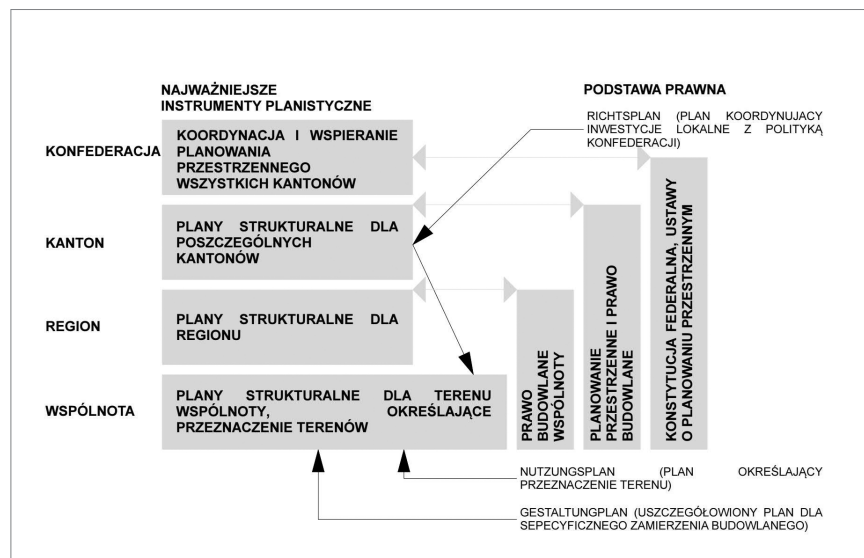 NAJWAŻNIEJSZE
INSTRUMENTY PLANISTYCZNE
PODSTAWA PRAWNA
RICHTSPLAN (PLAN KOORDYNUJACY
INWESTYCJE LOKALNE Z POLITYKĄ
KONFEDERACJI)
KONFEDERACJA
KOORDYNACJA I WSPIERANIE
PLANOWANIA
PRZESTRZENNEGO
WSZYSTKICH KANTONÓW
KANTON
PLANY STRUKTURALNE DLA
POSZCZEGÓLNYCH
KANTONÓW
REGION
PLANY STRUKTURALNE DLA
REGIONU
WSPÓLNOTA
PLANY STRUKTURALNE DLA TERENU
WSPÓLNOTY, OKREŚLAJĄCE
PRZEZNACZENIE TERENÓW
PRAWO
BUDOWLANE
WSPÓLNOTY
PLANOWANIE
PRZESTRZENNE I PRAWO
BUDOWLANE
KONSTYTUCJA FEDERALNA, USTAWY
O PLANOWANIU PRZESTRZENNYM
NUTZUNGSPLAN (PLAN OKREŚLAJĄCY
PRZEZNACZENIE TERENU)
GESTALTUNGPLAN (USZCZEGÓŁOWIONY PLAN DLA
SEPECYFICZNEGO ZAMIERZENIA BUDOWLANEGO)